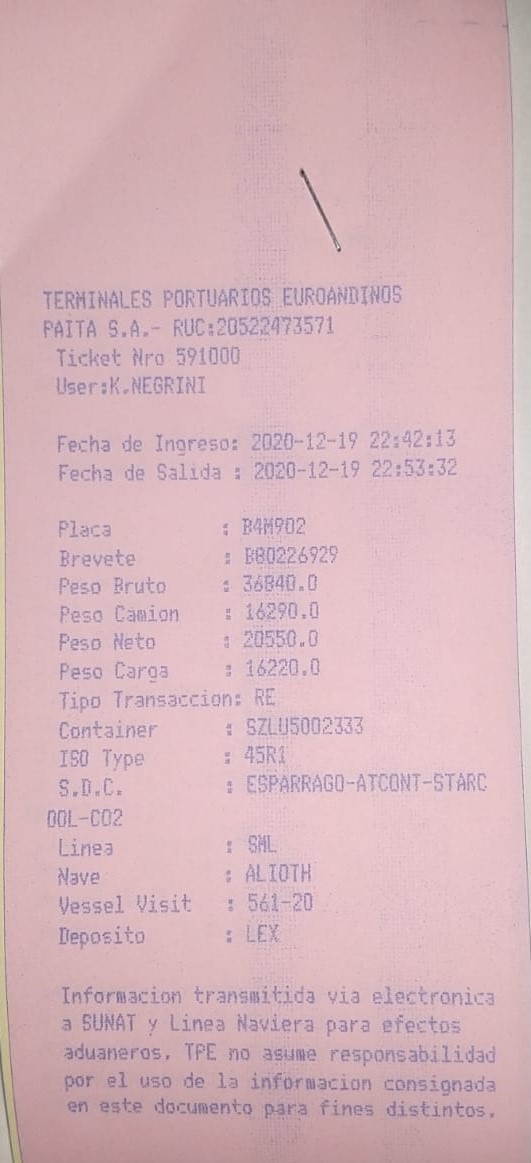 TERMINALES PORTUARIOS EUROANDINOS
PAITA S.A.- RUC:20522473571
Ticket Nro 591000
User:K.NEGRINI
Fecha de Ingreso: 2020-12-19 22:42:13
Fecha de Salida : 2020-12-19 22:53:32
Placa : B4M902
Brevete : B80226929
Peso Bruto : 36840.0
Peso Camion : 16290.0
Peso Neto : 20550.0
Peso Carga : 16220.0
Tipo Transaccion: RE
Container : SZLU5002333
ISO Type : 45R1
S.D.C. : ESPARRAGO-ATCONT-STARC
OOL-CO2
Linea : SML
Nave : ALIOTH
Vessel Visit : 561-20
Deposito : LEX
Informacion transmitida via electronica
a SUNAT y Linea Naviera para efectos
aduaneros. TPE no asume responsabilidad
por el uso de la informacion consignada
en este documento para fines distintos.